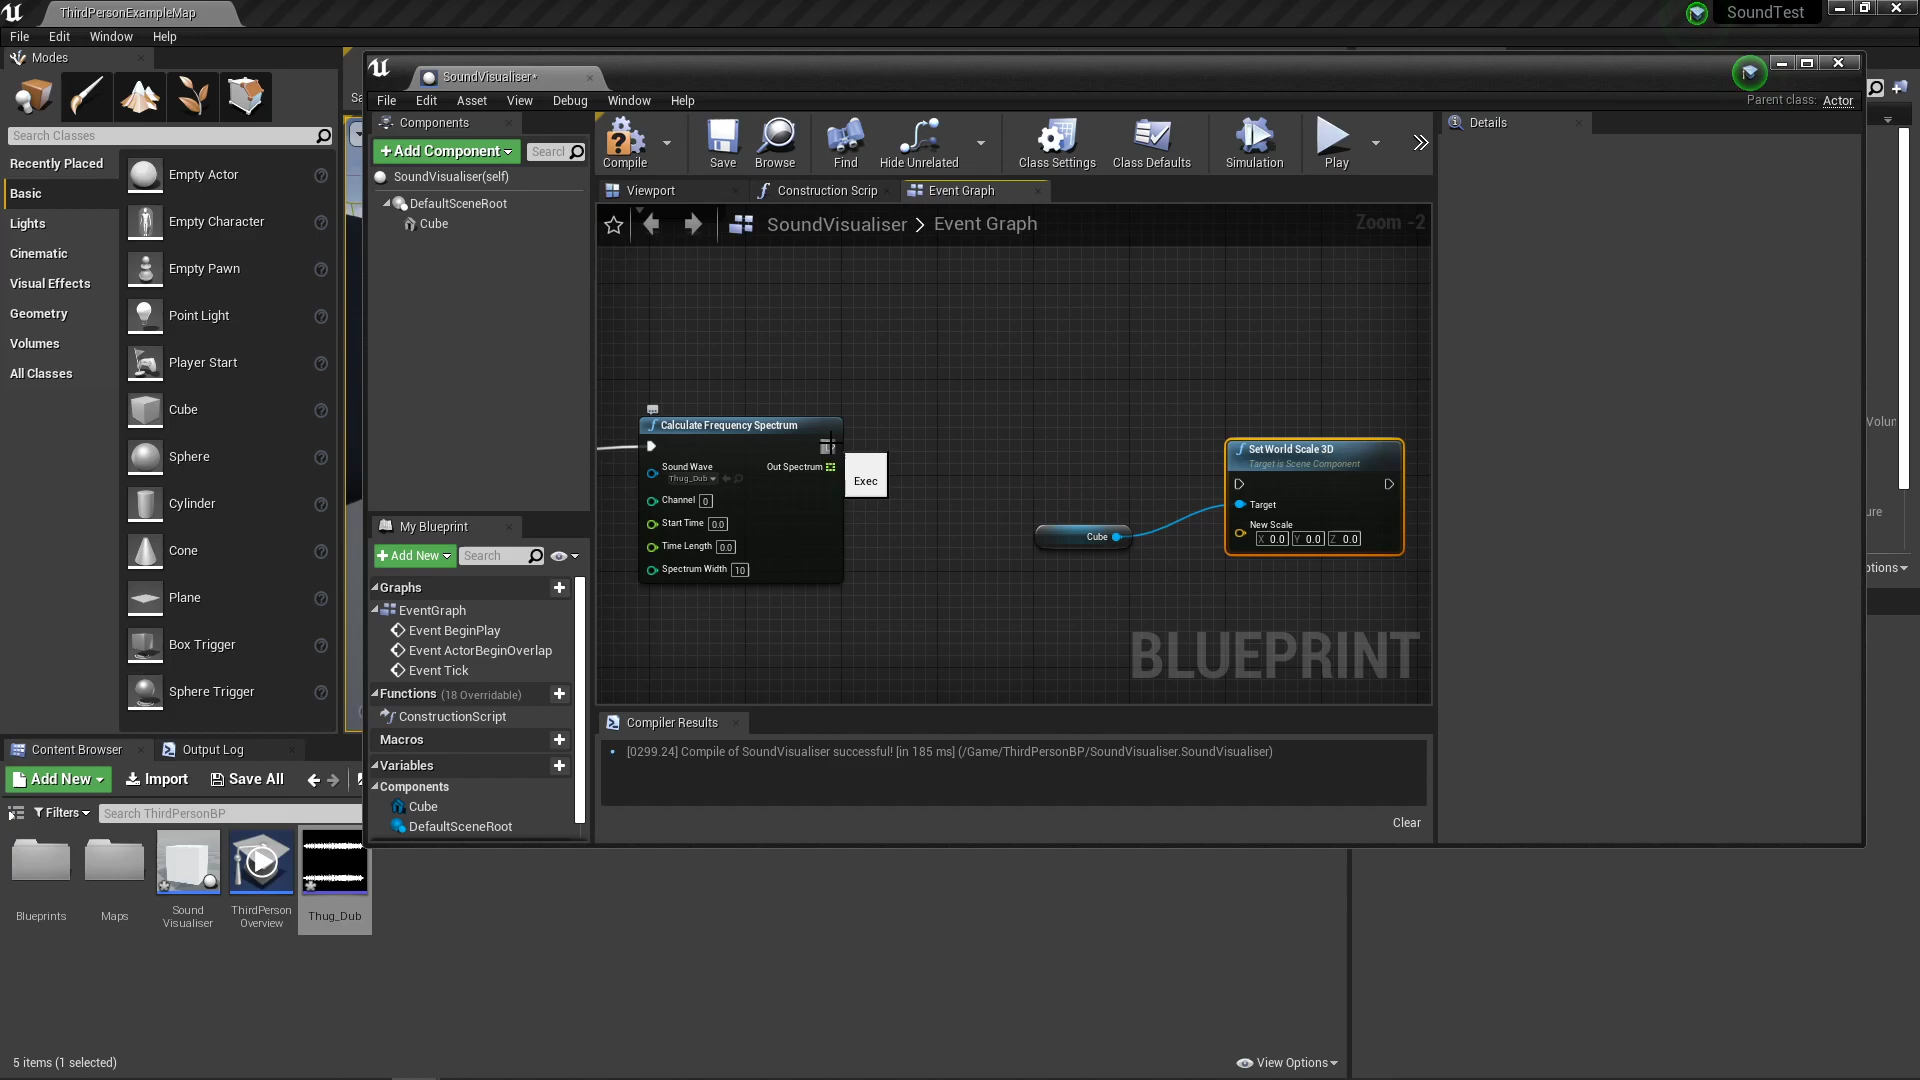 ThirdPersonExampleMap
SoundTest
File Edit Window Help
Modes
Search Classes
Recently Placed
Basic
Lights
Cinematic
Visual Effects
Geometry
Volumes
All Classes
Empty Actor
Empty Character
Empty Pawn
Point Light
Player Start
Cube
Sphere
Cylinder
Cone
Plane
Box Trigger
Sphere Trigger
SoundVisualiser*
File Edit Asset View Debug Window Help
Parent class: Actor
Components
+Add Component
Search
SoundVisualiser(self)
DefaultSceneRoot
Cube
Compile
Save
Browse
Find
Hide Unrelated
Class Settings
Class Defaults
Simulation
Play
Details
Viewport
Construction Scrip
Event Graph
SoundVisualiser > Event Graph
Zoom -2
Calculate Frequency Spectrum
Sound Wave
Thug_Dub
Out Spectrum
Channel 0
Start Time 0.0
Time Length 0.0
Spectrum Width 10
Exec
Cube
Set World Scale 3D
Target is Scene Component
Target
New Scale
X 0.0 Y 0.0 Z 0.0
BLUEPRINT
My Blueprint
+Add New
Search
Graphs
EventGraph
Event BeginPlay
Event ActorBeginOverlap
Event Tick
Functions (18 Overridable)
ConstructionScript
Macros
Variables
Components
Cube
DefaultSceneRoot
Compiler Results
[0299.24] Compile of SoundVisualiser successful! [in 185 ms] (/Game/ThirdPersonBP/SoundVisualiser.SoundVisualiser)
Clear
Content Browser
Output Log
Add New
Import
Save All
Filters
Search ThirdPersonBP
Blueprints
Maps
Sound
Visualiser
ThirdPerson
Overview
Thug_Dub
5 items (1 selected)
View Options